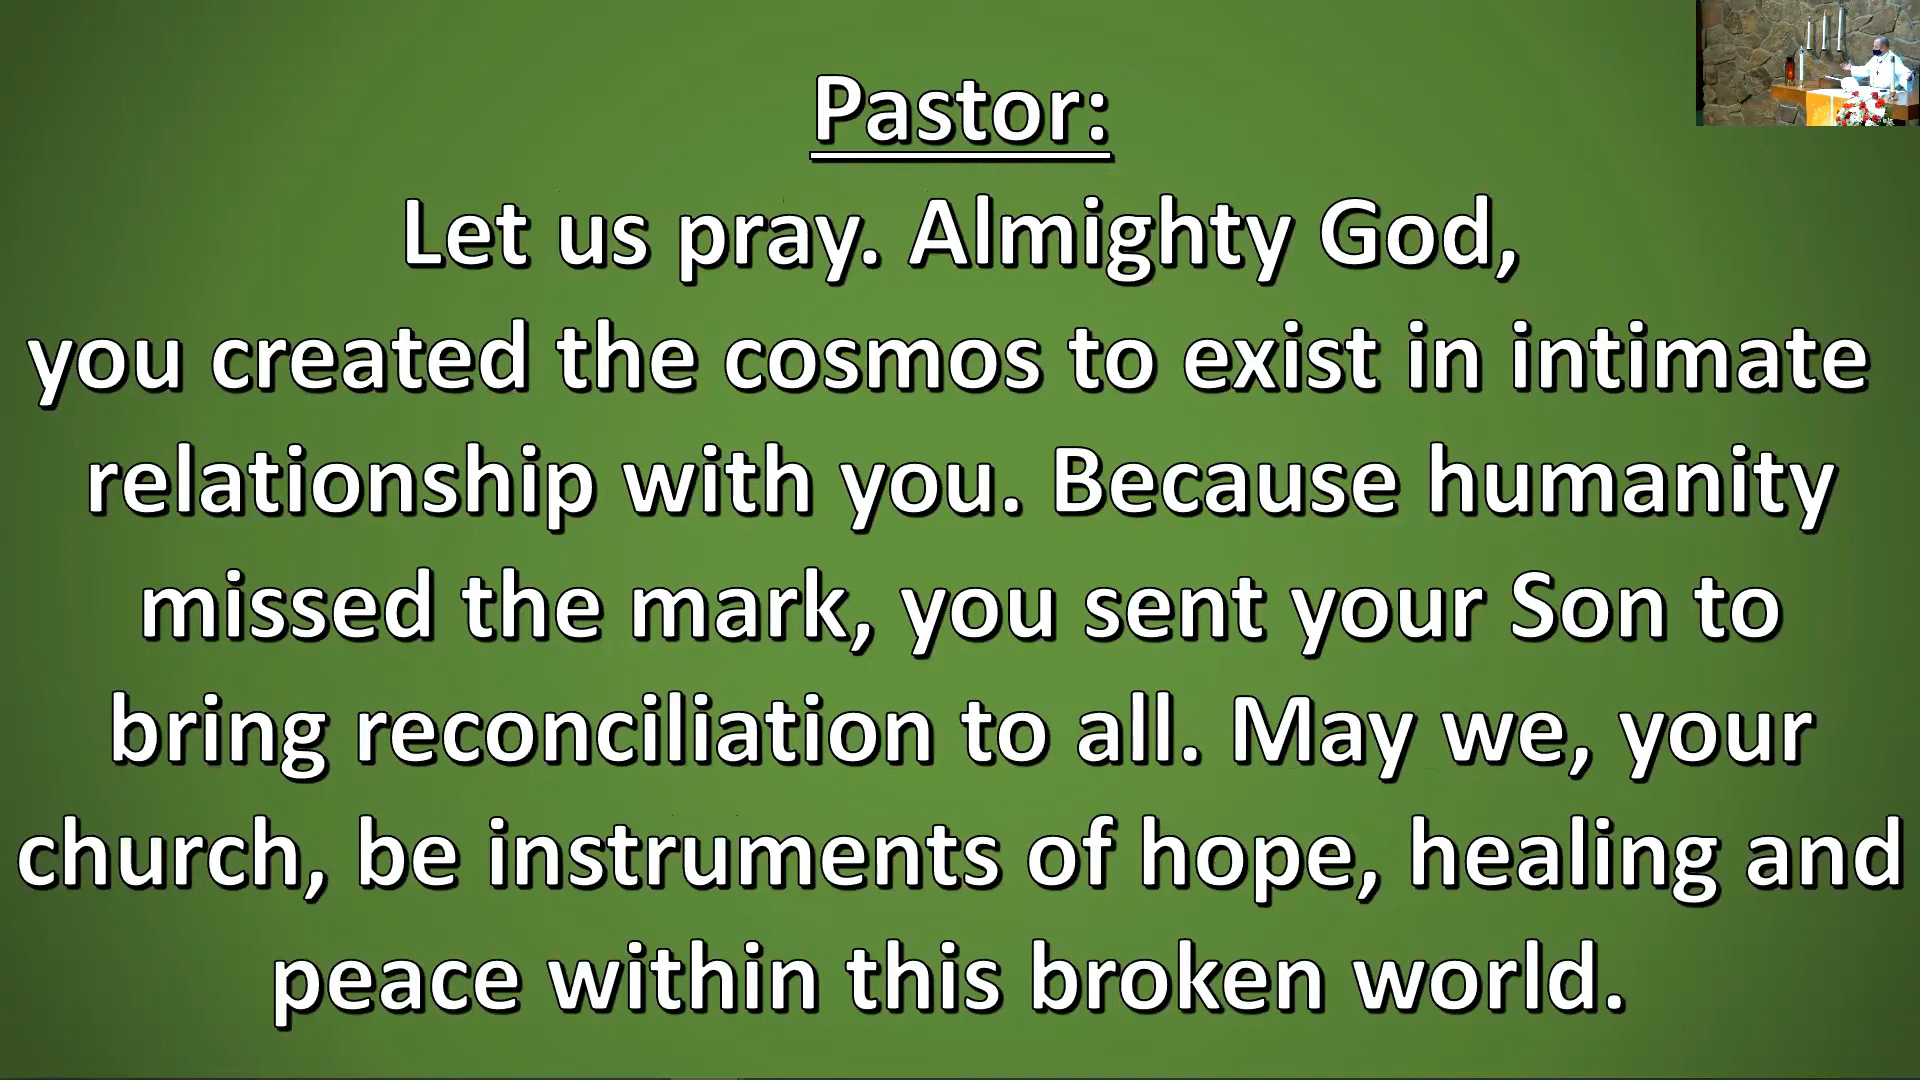 Pastor:
Let us pray. Almighty God,
you created the cosmos to exist in intimate
relationship with you. Because humanity
missed the mark, you sent your Son to
bring reconciliation to all. May we, your
church, be instruments of hope, healing and
peace within this broken world.